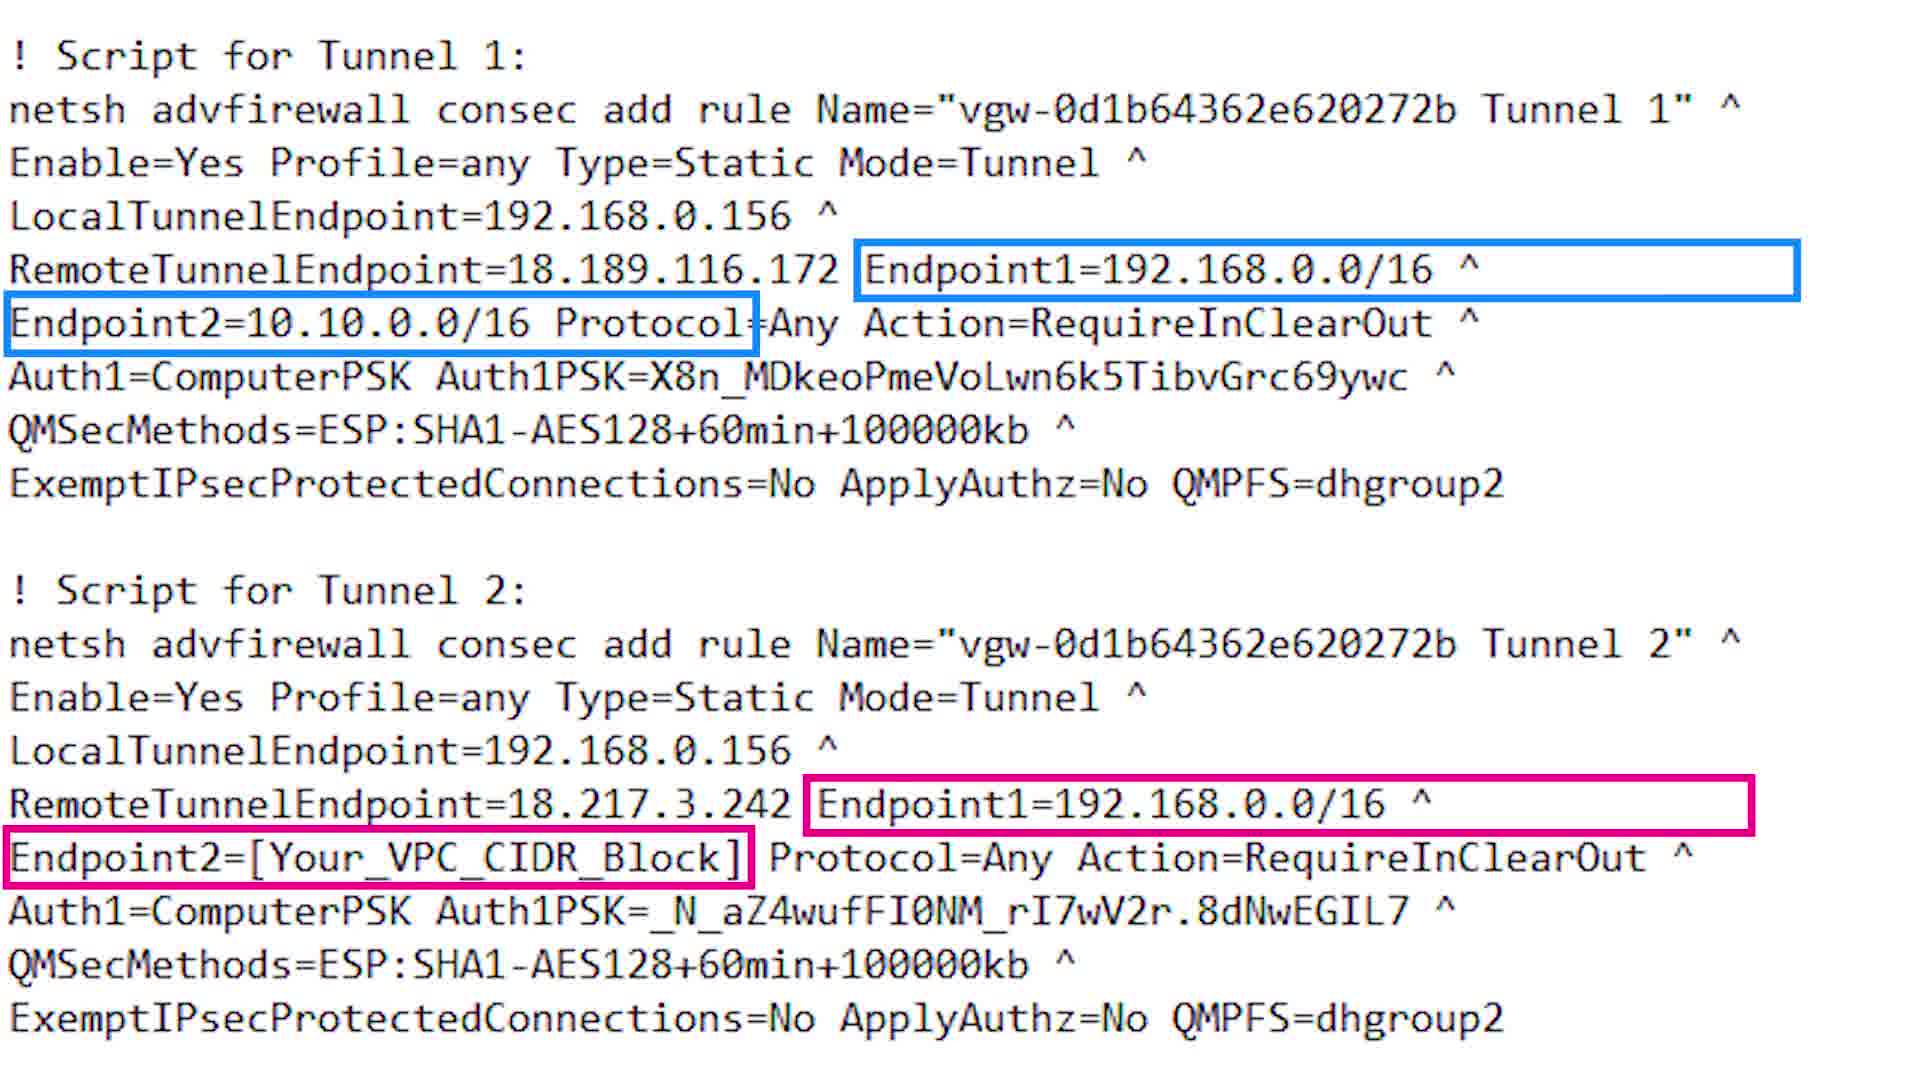 ! Script for Tunnel 1:
netsh advfirewall consec add rule Name="vgw-0d1b64362e620272b Tunnel 1" ^
Enable=Yes Profile=any Type=Static Mode=Tunnel ^
LocalTunnelEndpoint=192.168.0.156 ^
RemoteTunnelEndpoint=18.189.116.172 Endpoint1=192.168.0.0/16 ^
Endpoint2=10.10.0.0/16 Protocol=Any Action=RequireInClearOut ^
Auth1=ComputerPSK Auth1PSK=X8n_MDkeoPmeVoLwn6k5TibvGrc69ywc ^
QMSecMethods=ESP:SHA1-AES128+60min+100000kb ^
ExemptIPsecProtectedConnections=No ApplyAuthz=No QMPFS=dhgroup2
! Script for Tunnel 2:
netsh advfirewall consec add rule Name="vgw-0d1b64362e620272b Tunnel 2" ^
Enable=Yes Profile=any Type=Static Mode=Tunnel ^
LocalTunnelEndpoint=192.168.0.156 ^
RemoteTunnelEndpoint=18.217.3.242 Endpoint1=192.168.0.0/16 ^
Endpoint2=[Your_VPC_CIDR_Block] Protocol=Any Action=RequireInClearOut ^
Auth1=ComputerPSK Auth1PSK=_N_aZ4wufFI0NM_rI7wV2r.8dNwEGIL7 ^
QMSecMethods=ESP:SHA1-AES128+60min+100000kb ^
ExemptIPsecProtectedConnections=No ApplyAuthz=No QMPFS=dhgroup2